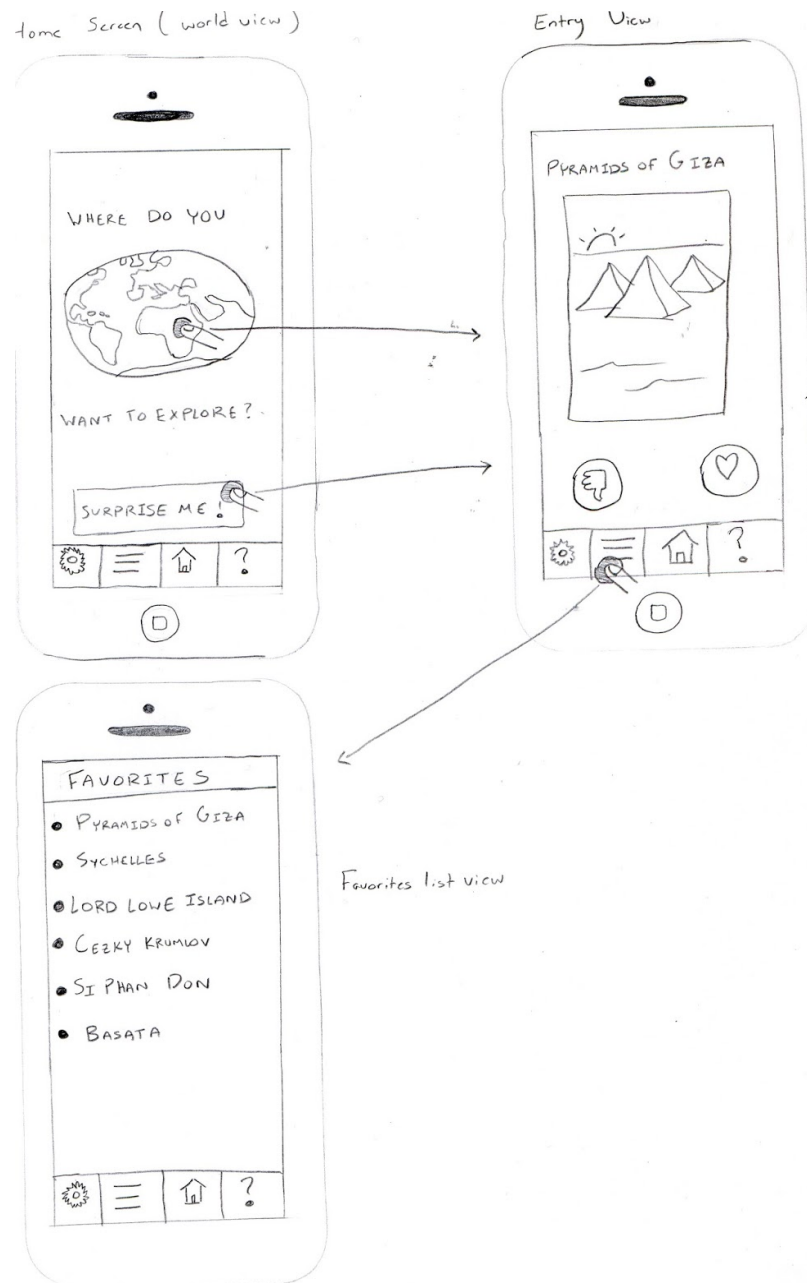 Home Screen ( world view )
WHERE DO YOU
WANT TO EXPLORE?
SURPRISE ME !
?
Entry View
PYRAMIDS OF GIZA
?
FAVORITES
PYRAMIDS OF GIZA
SYCHELLES
LORD LOWE ISLAND
CEZKY KRUMLOV
SI PHAN DON
BASATA
?
Favorites list view